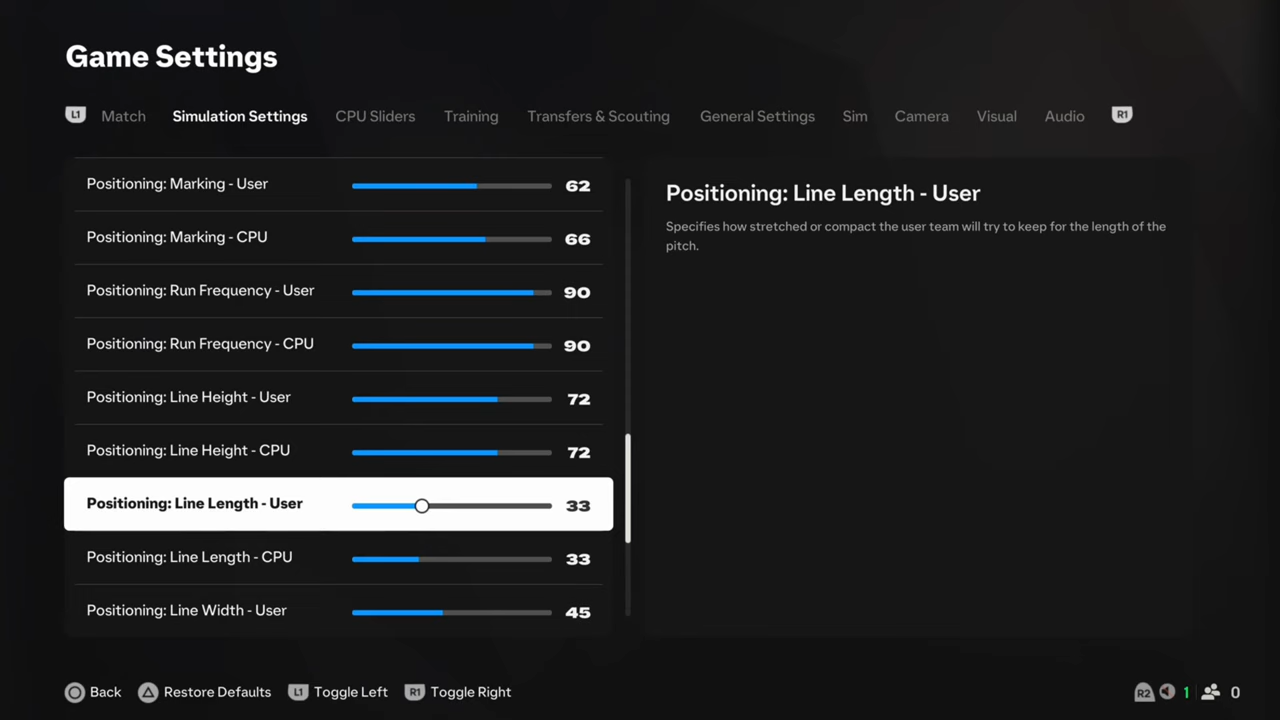 Game Settings
L1 Match Simulation Settings CPU Sliders Training Transfers & Scouting General Settings Sim Camera Visual Audio R1
Positioning: Marking - User 62
Positioning: Marking - CPU 66
Positioning: Run Frequency - User 90
Positioning: Run Frequency - CPU 90
Positioning: Line Height - User 72
Positioning: Line Height - CPU 72
Positioning: Line Length - User 33
Positioning: Line Length - CPU 33
Positioning: Line Width - User 45
Positioning: Line Length - User
Specifies how stretched or compact the user team will try to keep for the length of the
pitch.
Back Restore Defaults L1 Toggle Left R1 Toggle Right R2 1 0